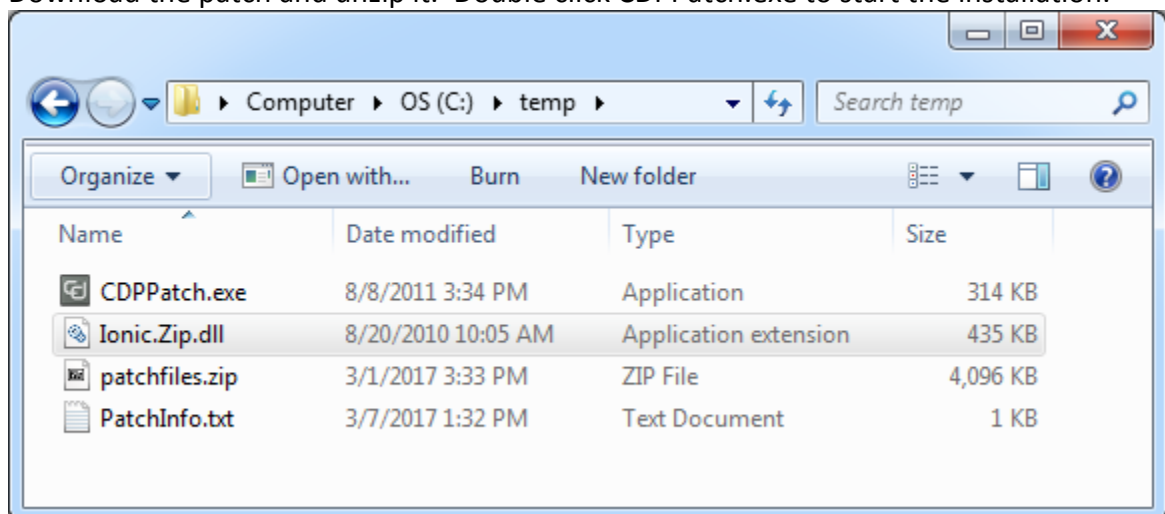 Download the patch and unzip it. Double click CDPPatch.exe to start the installation.
Computer OS (C:) temp Search temp
Organize Open with... Burn New folder
Name Date modified Type Size
CDPPatch.exe 8/8/2011 3:34 PM Application 314 KB
Ionic.Zip.dll 8/20/2010 10:05 AM Application extension 435 KB
patchfiles.zip 3/1/2017 3:33 PM ZIP File 4,096 KB
PatchInfo.txt 3/7/2017 1:32 PM Text Document 1 KB